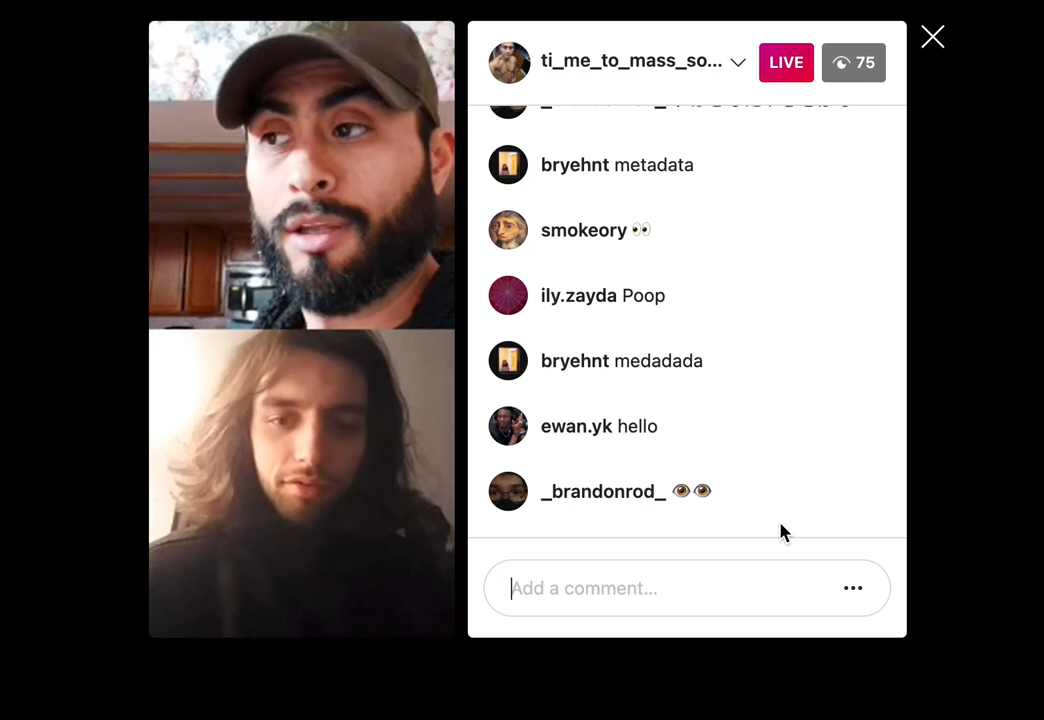 ti_me_to_mass_so...
LIVE
75
bryehnt metadata
smokeory 👀
ily.zayda Poop
bryehnt medadada
ewan.yk hello
_brandonrod_ 👁👁
Add a comment...